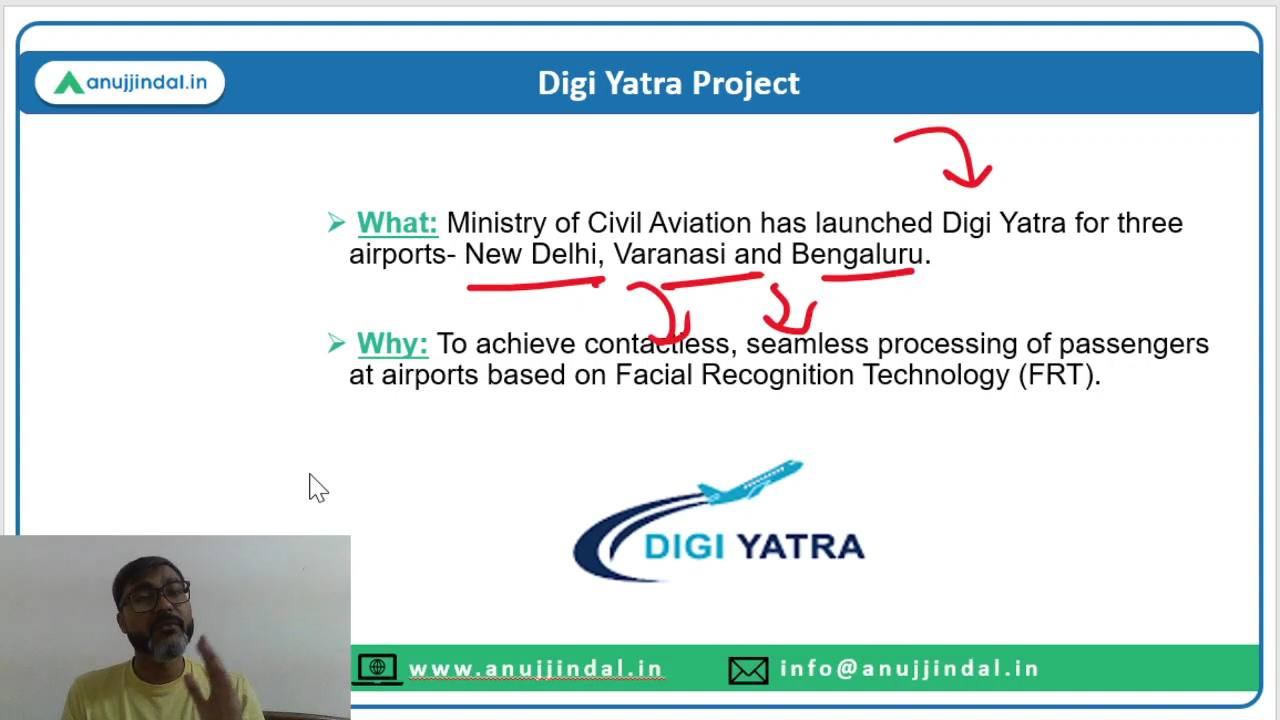 anujjindal.in
Digi Yatra Project
What: Ministry of Civil Aviation has launched Digi Yatra for three
airports- New Delhi, Varanasi and Bengaluru.
Why: To achieve contactless, seamless processing of passengers
at airports based on Facial Recognition Technology (FRT).
DIGI YATRA
www.anujjindal.in
info@anujjindal.in